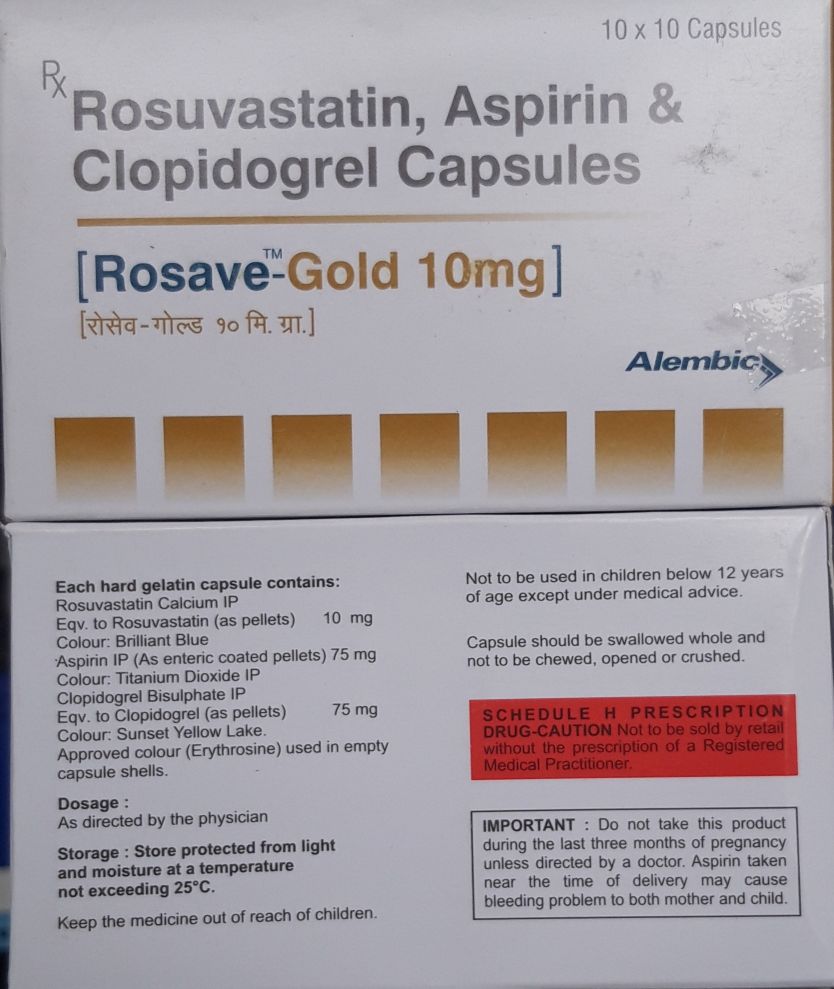 10 x 10 Capsules
Rx
Rosuvastatin, Aspirin &
Clopidogrel Capsules
[Rosave™-Gold 10mg]
[रोसेव-गोल्ड १० मि. ग्रा.]
Alembic
Each hard gelatin capsule contains:
Rosuvastatin Calcium IP
Eqv. to Rosuvastatin (as pellets) 10 mg
Colour: Brilliant Blue
Aspirin IP (As enteric coated pellets) 75 mg
Colour: Titanium Dioxide IP
Clopidogrel Bisulphate IP
Eqv. to Clopidogrel (as pellets) 75 mg
Colour: Sunset Yellow Lake.
Approved colour (Erythrosine) used in empty
capsule shells.
Dosage :
As directed by the physician
Storage : Store protected from light
and moisture at a temperature
not exceeding 25°C.
Keep the medicine out of reach of children.
Not to be used in children below 12 years
of age except under medical advice.
Capsule should be swallowed whole and
not to be chewed, opened or crushed.
SCHEDULE H PRESCRIPTION
DRUG-CAUTION Not to be sold by retail
without the prescription of a Registered
Medical Practitioner.
IMPORTANT : Do not take this product
during the last three months of pregnancy
unless directed by a doctor. Aspirin taken
near the time of delivery may cause
bleeding problem to both mother and child.